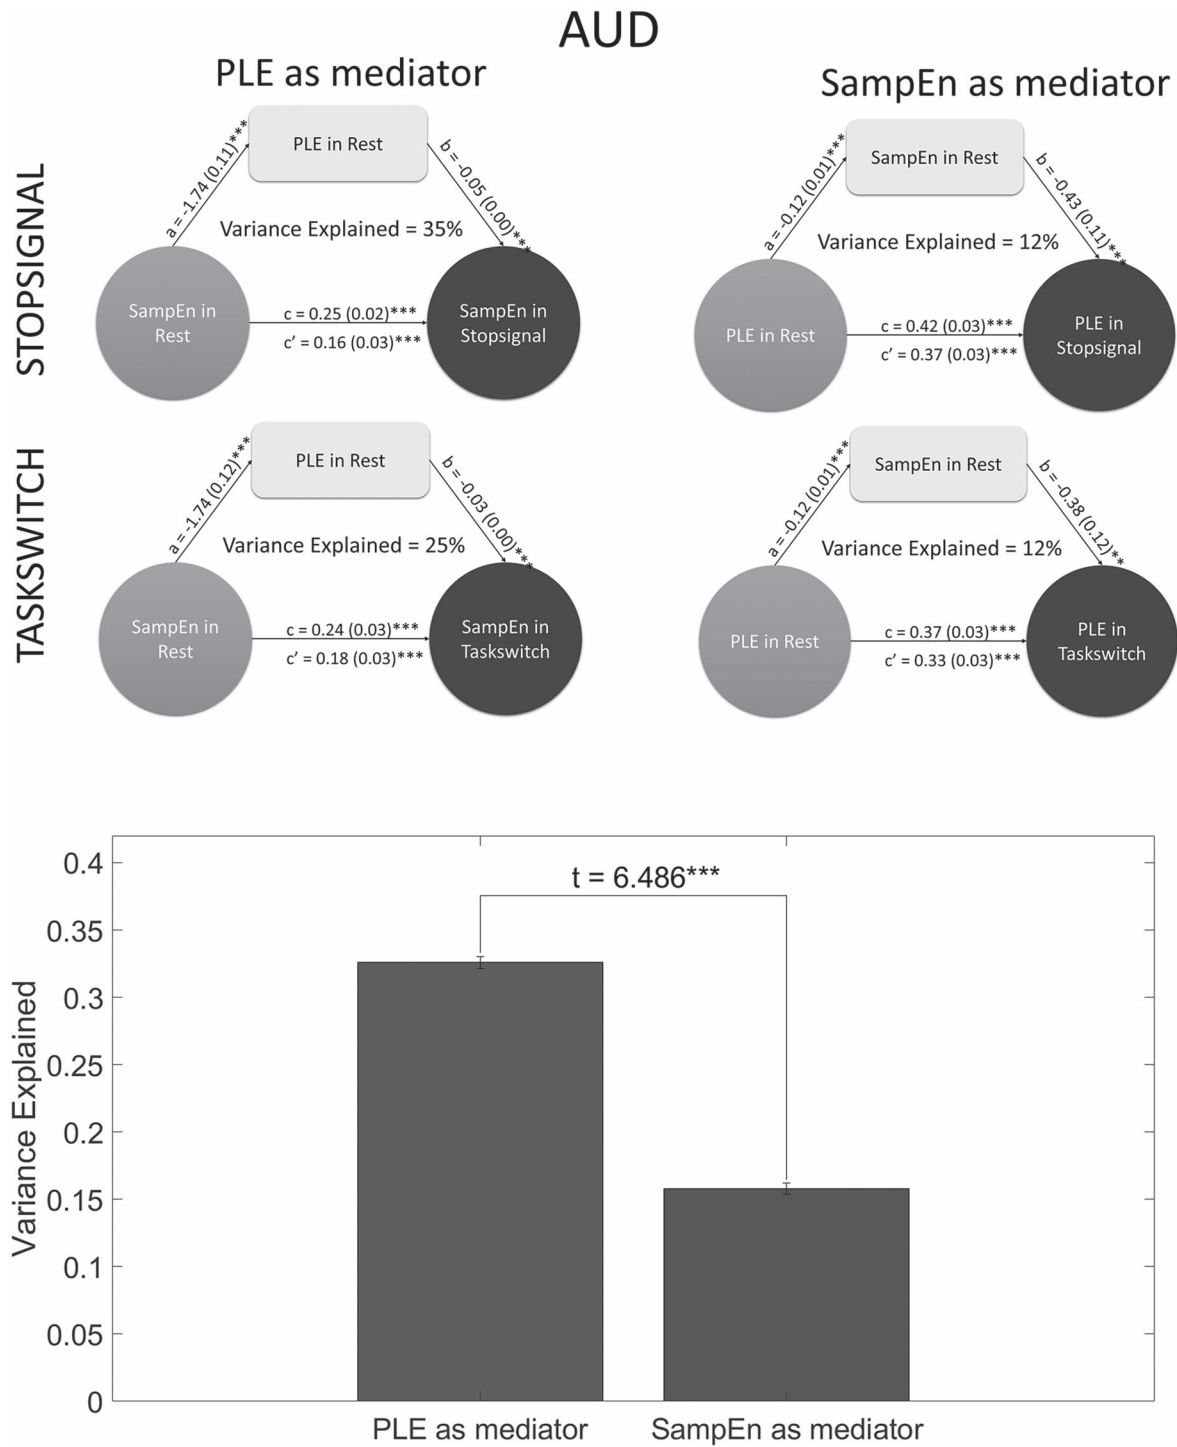 AUD
PLE as mediator
SampEn as mediator
STOPSIGNAL
a = -1.74 (0.11)***
PLE in Rest
b = -0.05 (0.00)***
Variance Explained = 35%
SampEn in
Rest
c = 0.25 (0.02)***
c’ = 0.16 (0.03)***
SampEn in
Stopsignal
a = -0.12 (0.01)***
SampEn in Rest
b = -0.43 (0.11)***
Variance Explained = 12%
PLE in Rest
c = 0.42 (0.03)***
c’ = 0.37 (0.03)***
PLE in
Stopsignal
TASKSWITCH
a = -1.74 (0.12)***
PLE in Rest
b = -0.03 (0.00)***
Variance Explained = 25%
SampEn in
Rest
c = 0.24 (0.03)***
c’ = 0.18 (0.03)***
SampEn in
Taskswitch
a = -0.12 (0.01)***
SampEn in Rest
b = -0.38 (0.12)**
Variance Explained = 12%
PLE in Rest
c = 0.37 (0.03)***
c’ = 0.33 (0.03)***
PLE in
Taskswitch
Variance Explained
0.4
0.35
0.3
0.25
0.2
0.15
0.1
0.05
0
t = 6.486***
PLE as mediator
SampEn as mediator